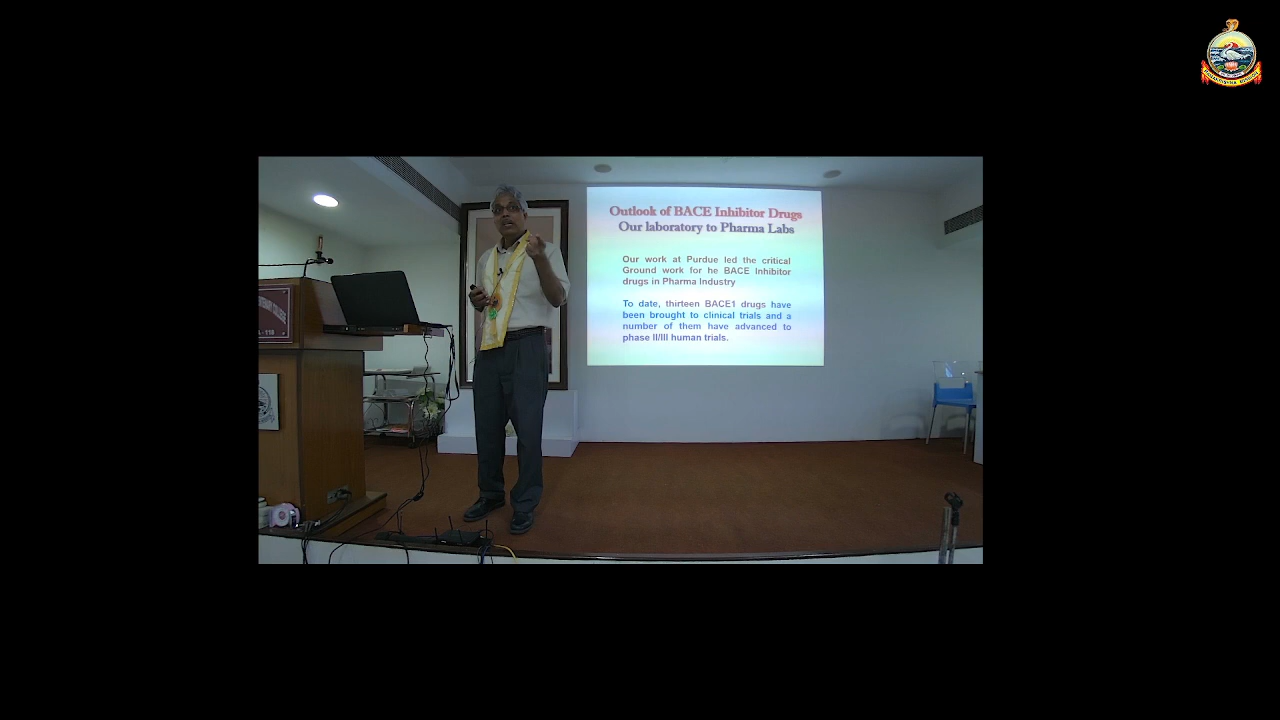 Outlook of BACE Inhibitor Drugs
Our laboratory to Pharma Labs
Our work at Purdue led the critical
Ground work for he BACE Inhibitor
drugs in Pharma Industry
To date, thirteen BACE1 drugs have
been brought to clinical trials and a
number of them have advanced to
phase II/III human trials.